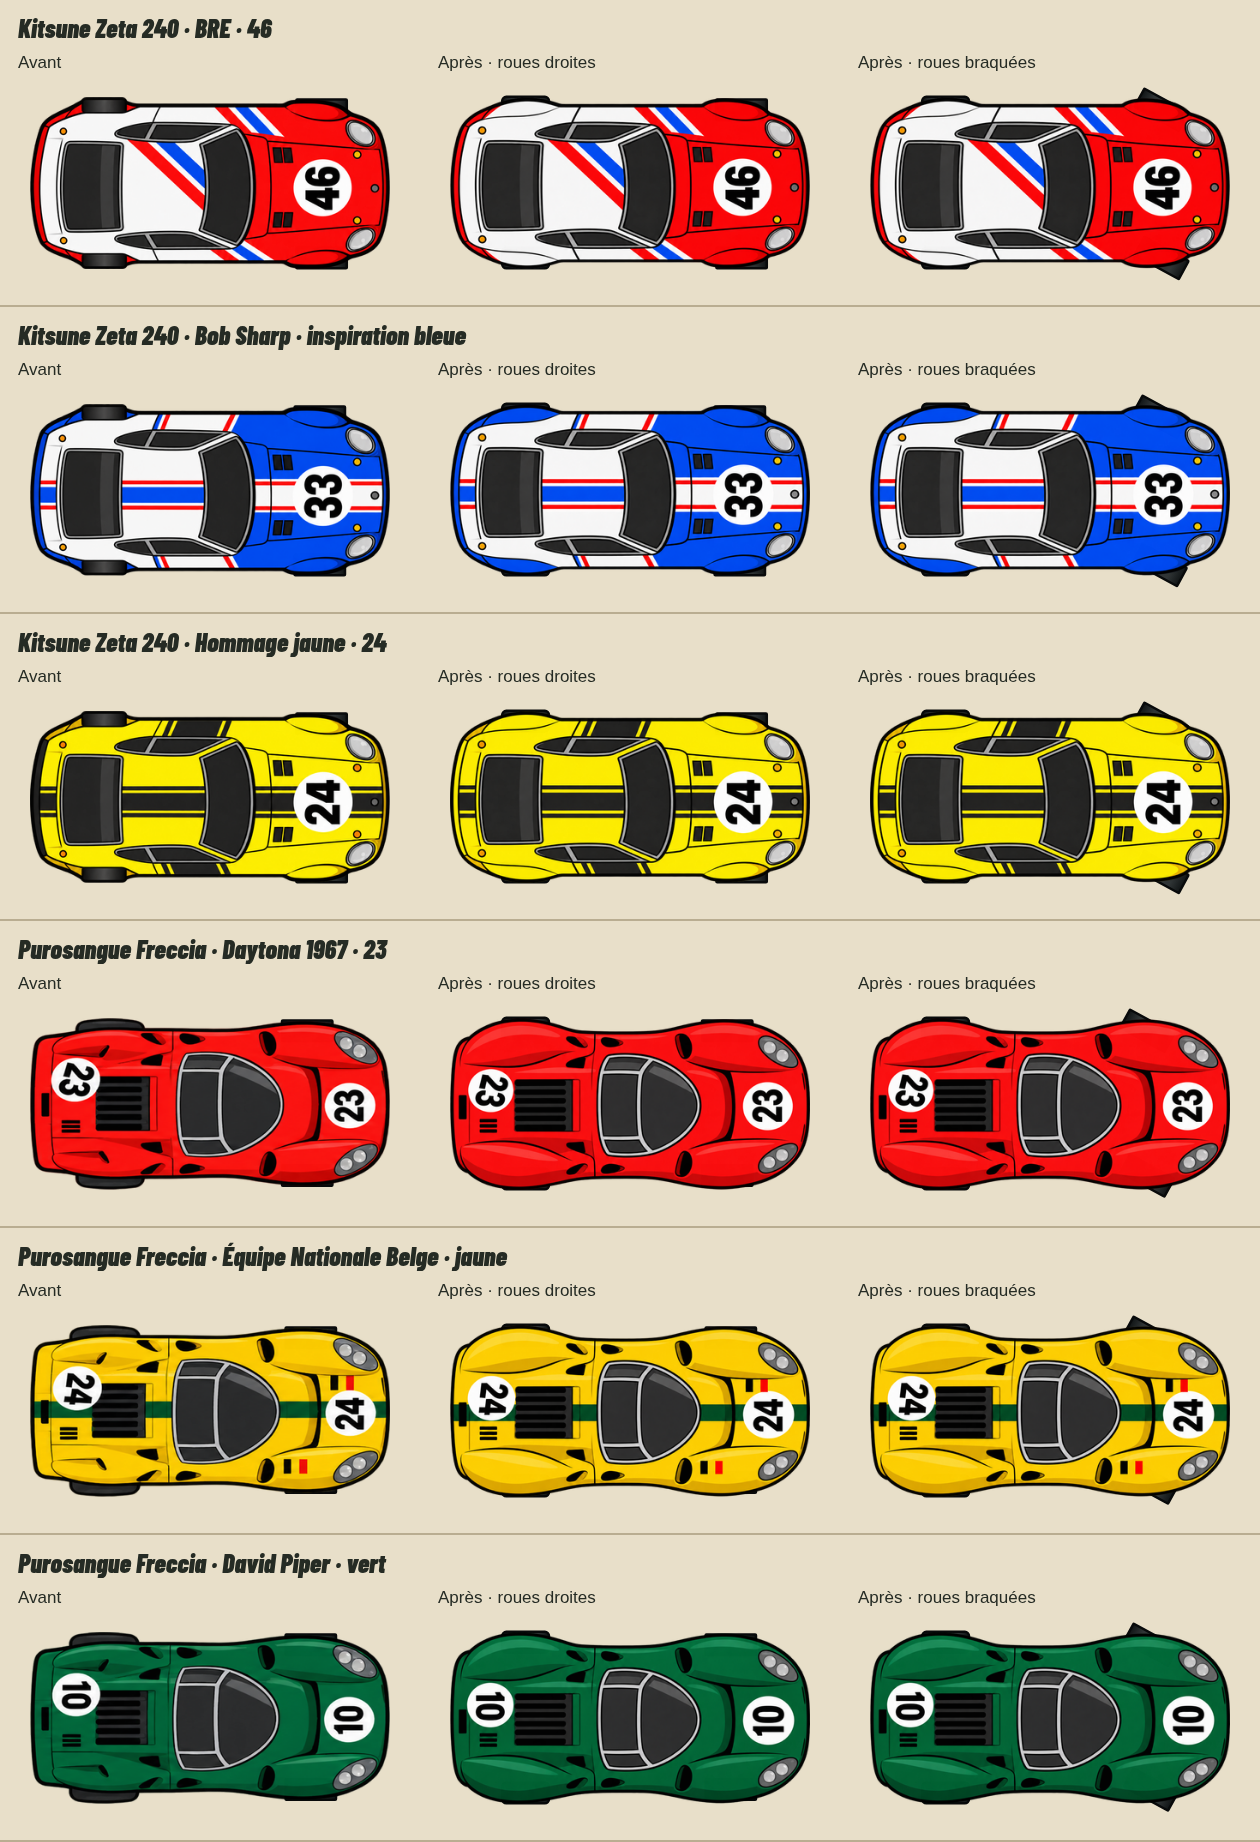 Kitsune Zeta 240 · BRE · 46
Avant
Après · roues droites
Après · roues braquées
46
46
46
Kitsune Zeta 240 · Bob Sharp · inspiration bleue
Avant
Après · roues droites
Après · roues braquées
33
33
33
Kitsune Zeta 240 · Hommage jaune · 24
Avant
Après · roues droites
Après · roues braquées
24
24
24
Purosangue Freccia · Daytona 1967 · 23
Avant
Après · roues droites
Après · roues braquées
23
23
23
23
23
23
Purosangue Freccia · Équipe Nationale Belge · jaune
Avant
Après · roues droites
Après · roues braquées
24
24
24
24
24
24
Purosangue Freccia · David Piper · vert
Avant
Après · roues droites
Après · roues braquées
10
10
10
10
10
10